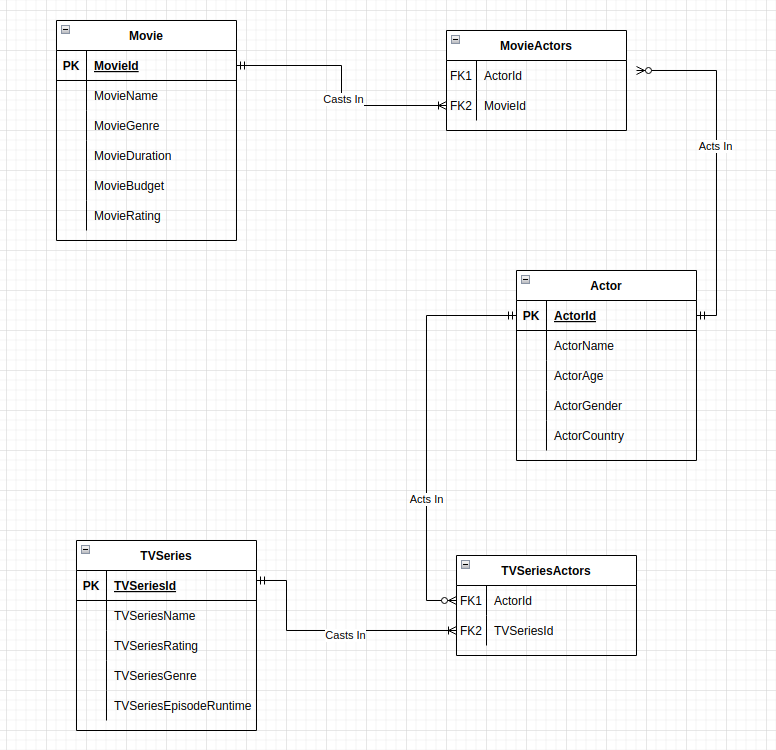 Movie
PK MovieId
MovieName
MovieGenre
MovieDuration
MovieBudget
MovieRating
Casts In
MovieActors
FK1 ActorId
FK2 MovieId
Acts In
Actor
PK ActorId
ActorName
ActorAge
ActorGender
ActorCountry
Acts In
TVSeries
PK TVSeriesId
TVSeriesName
TVSeriesRating
TVSeriesGenre
TVSeriesEpisodeRuntime
Casts In
TVSeriesActors
FK1 ActorId
FK2 TVSeriesId